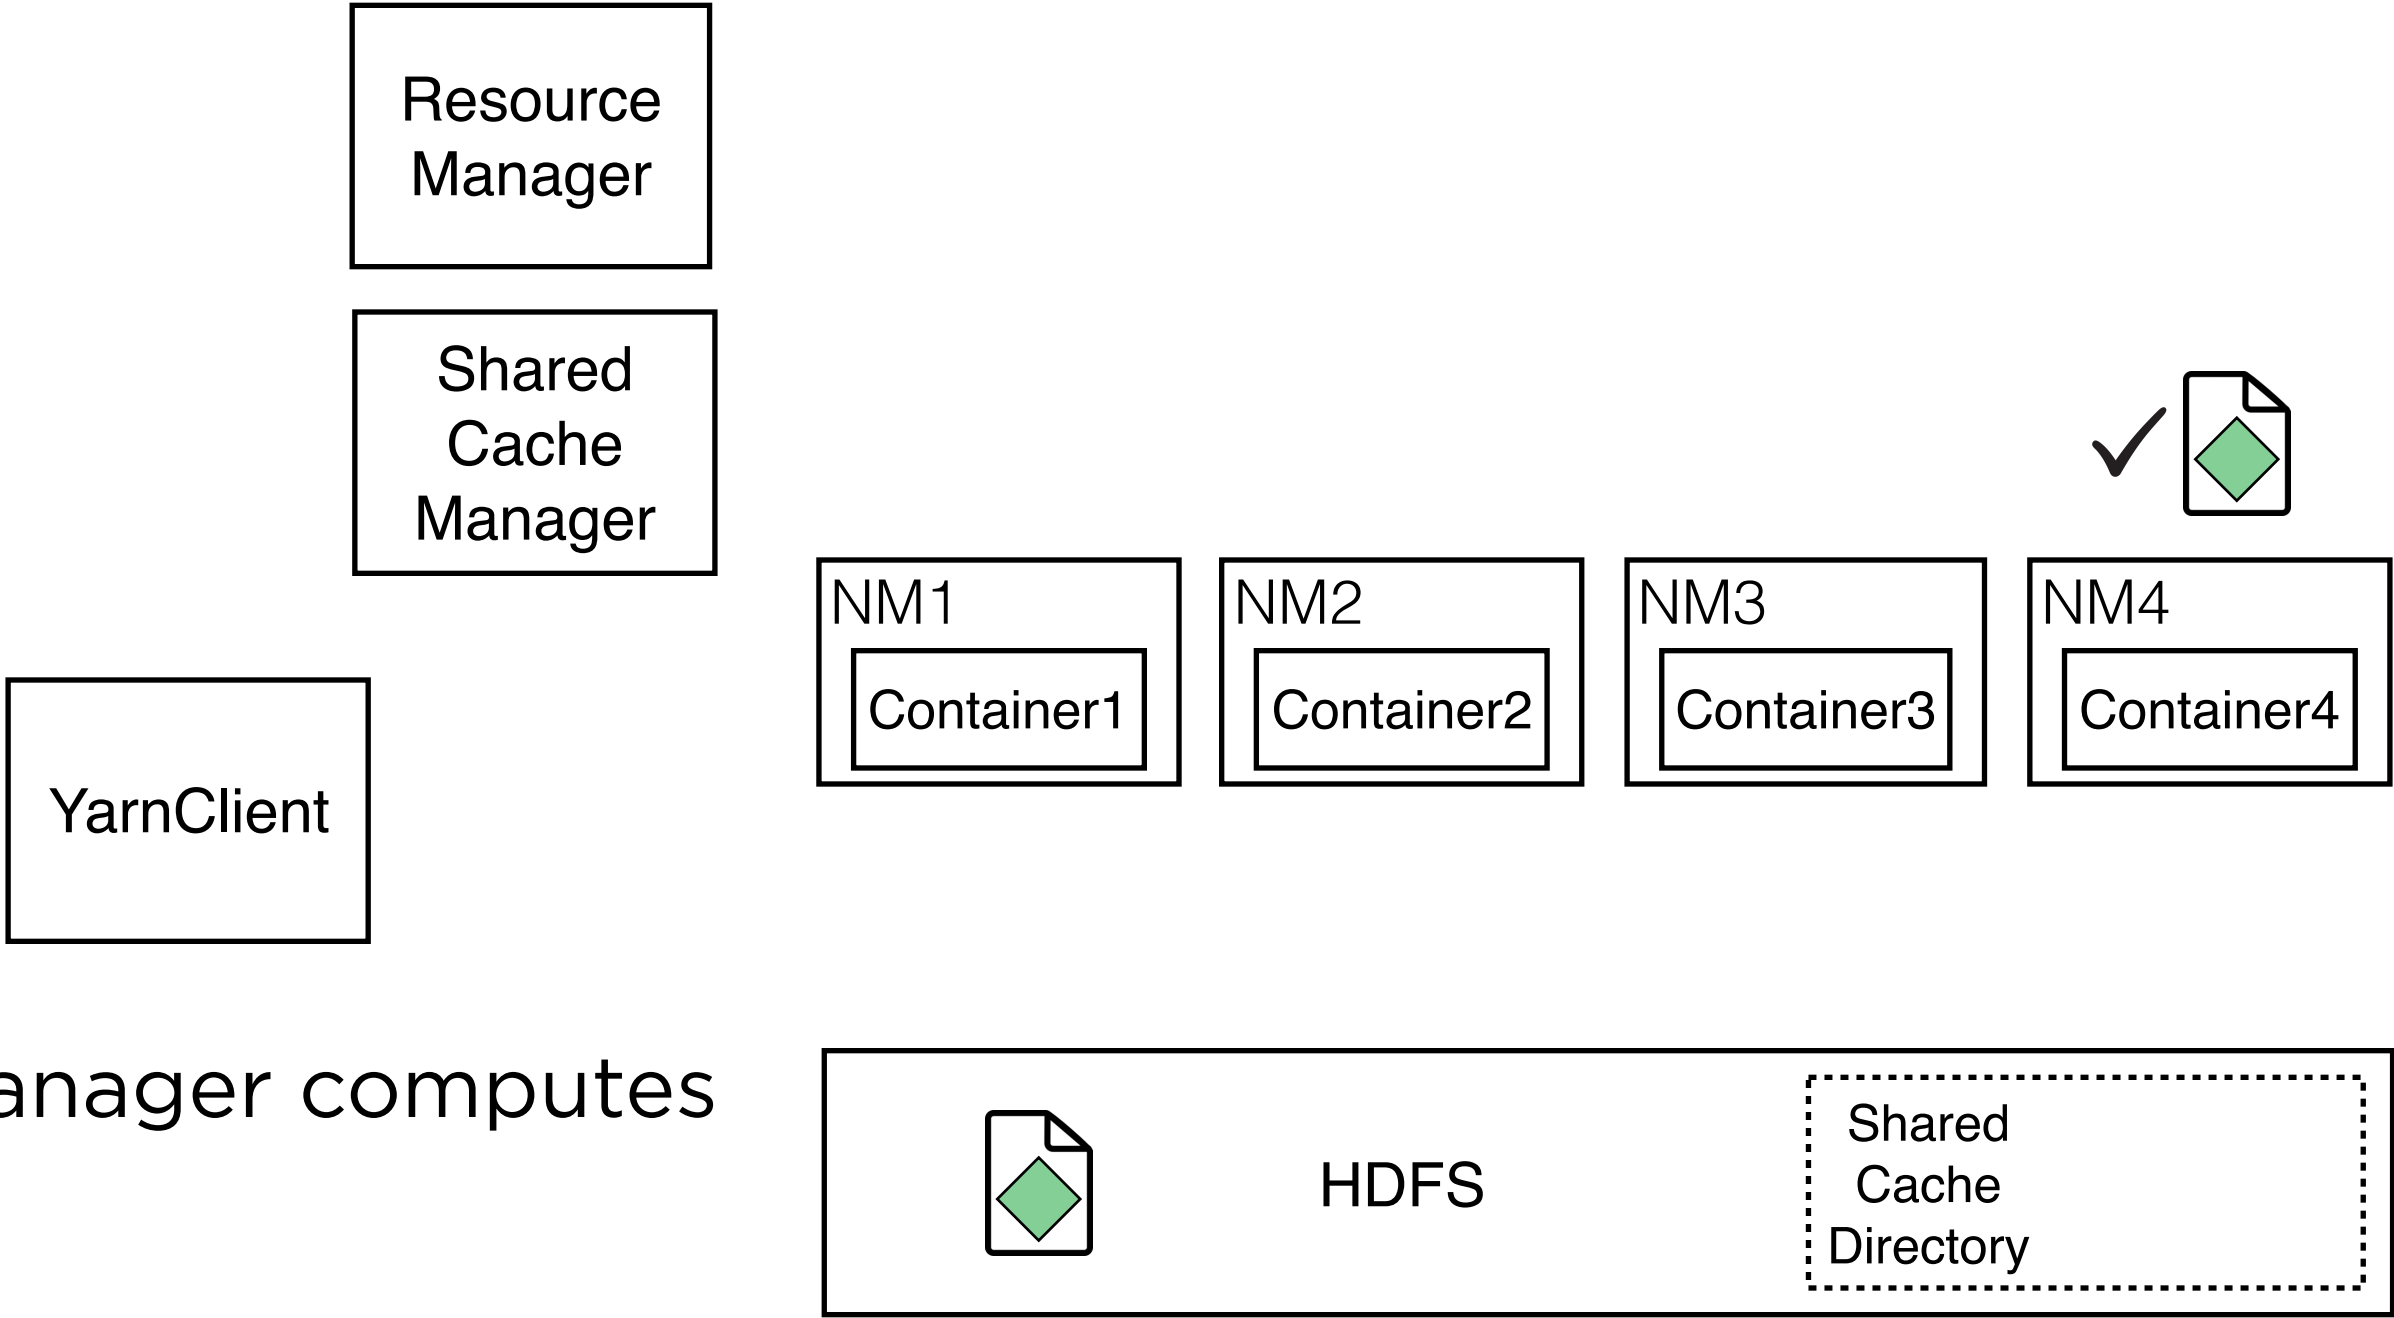 Resource
Manager
Shared
Cache
Manager
NM1
Container1
NM2
Container2
NM3
Container3
NM4
Container4
YarnClient
computes
HDFS
Shared
Cache
Directory